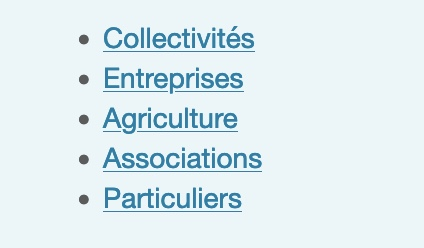 Collectivités
Entreprises
Agriculture
Associations
Particuliers